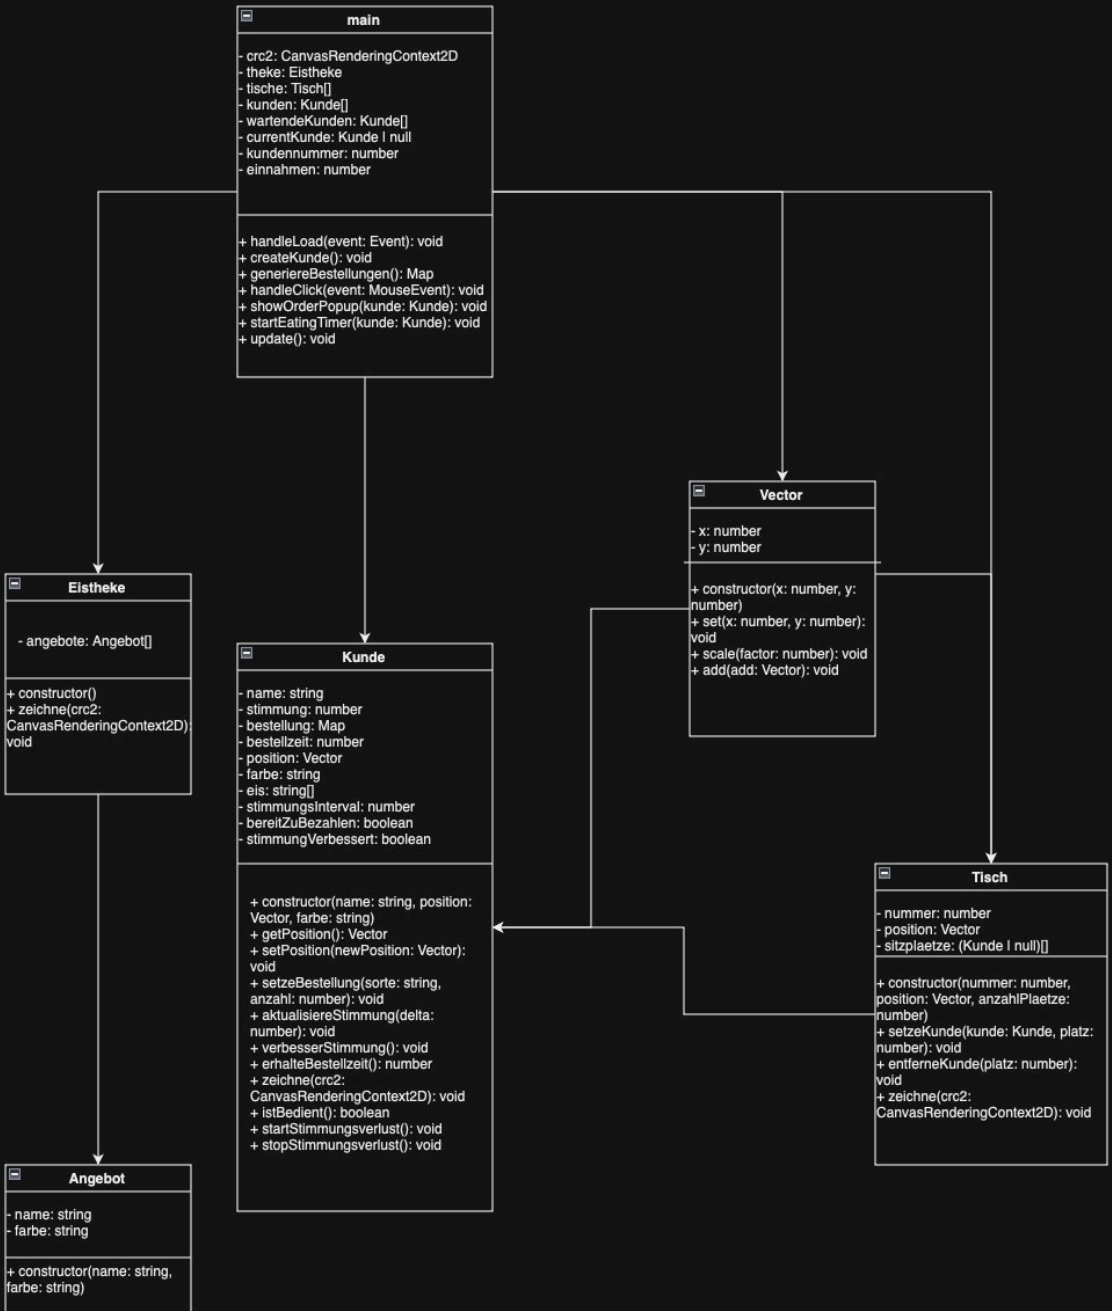 main
- crc2: CanvasRenderingContext2D
- theke: Eistheke
- tische: Tisch[]
- kunden: Kunde[]
- wartendeKunden: Kunde[]
- currentKunde: Kunde | null
- kundennummer: number
- einnahmen: number
+ handleLoad(event: Event): void
+ createKunde(): void
+ generiereBestellungen(): Map
+ handleClick(event: MouseEvent): void
+ showOrderPopup(kunde: Kunde): void
+ startEatingTimer(kunde: Kunde): void
+ update(): void
Vector
- x: number
- y: number
+ constructor(x: number, y:
number)
+ set(x: number, y: number):
void
+ scale(factor: number): void
+ add(add: Vector): void
Eistheke
- angebote: Angebot[]
+ constructor()
+ zeichne(crc2:
CanvasRenderingContext2D):
void
Kunde
- name: string
- stimmung: number
- bestellung: Map
- bestellzeit: number
- position: Vector
- farbe: string
- eis: string[]
- stimmungsInterval: number
- bereitZuBezahlen: boolean
- stimmungVerbessert: boolean
+ constructor(name: string, position:
Vector, farbe: string)
+ getPosition(): Vector
+ setPosition(newPosition: Vector):
void
+ setzeBestellung(sorte: string,
anzahl: number): void
+ aktualisiereStimmung(delta:
number): void
+ verbesserStimmung(): void
+ erhalteBestellzeit(): number
+ zeichne(crc2:
CanvasRenderingContext2D): void
+ istBedient(): boolean
+ startStimmungsverlust(): void
+ stopStimmungsverlust(): void
Tisch
- nummer: number
- position: Vector
- sitzplaetze: (Kunde | null)[]
+ constructor(nummer: number,
position: Vector, anzahlPlaetze:
number)
+ setzeKunde(kunde: Kunde, platz:
number): void
+ entferneKunde(platz: number):
void
+ zeichne(crc2:
CanvasRenderingContext2D): void
Angebot
- name: string
- farbe: string
+ constructor(name: string,
farbe: string)